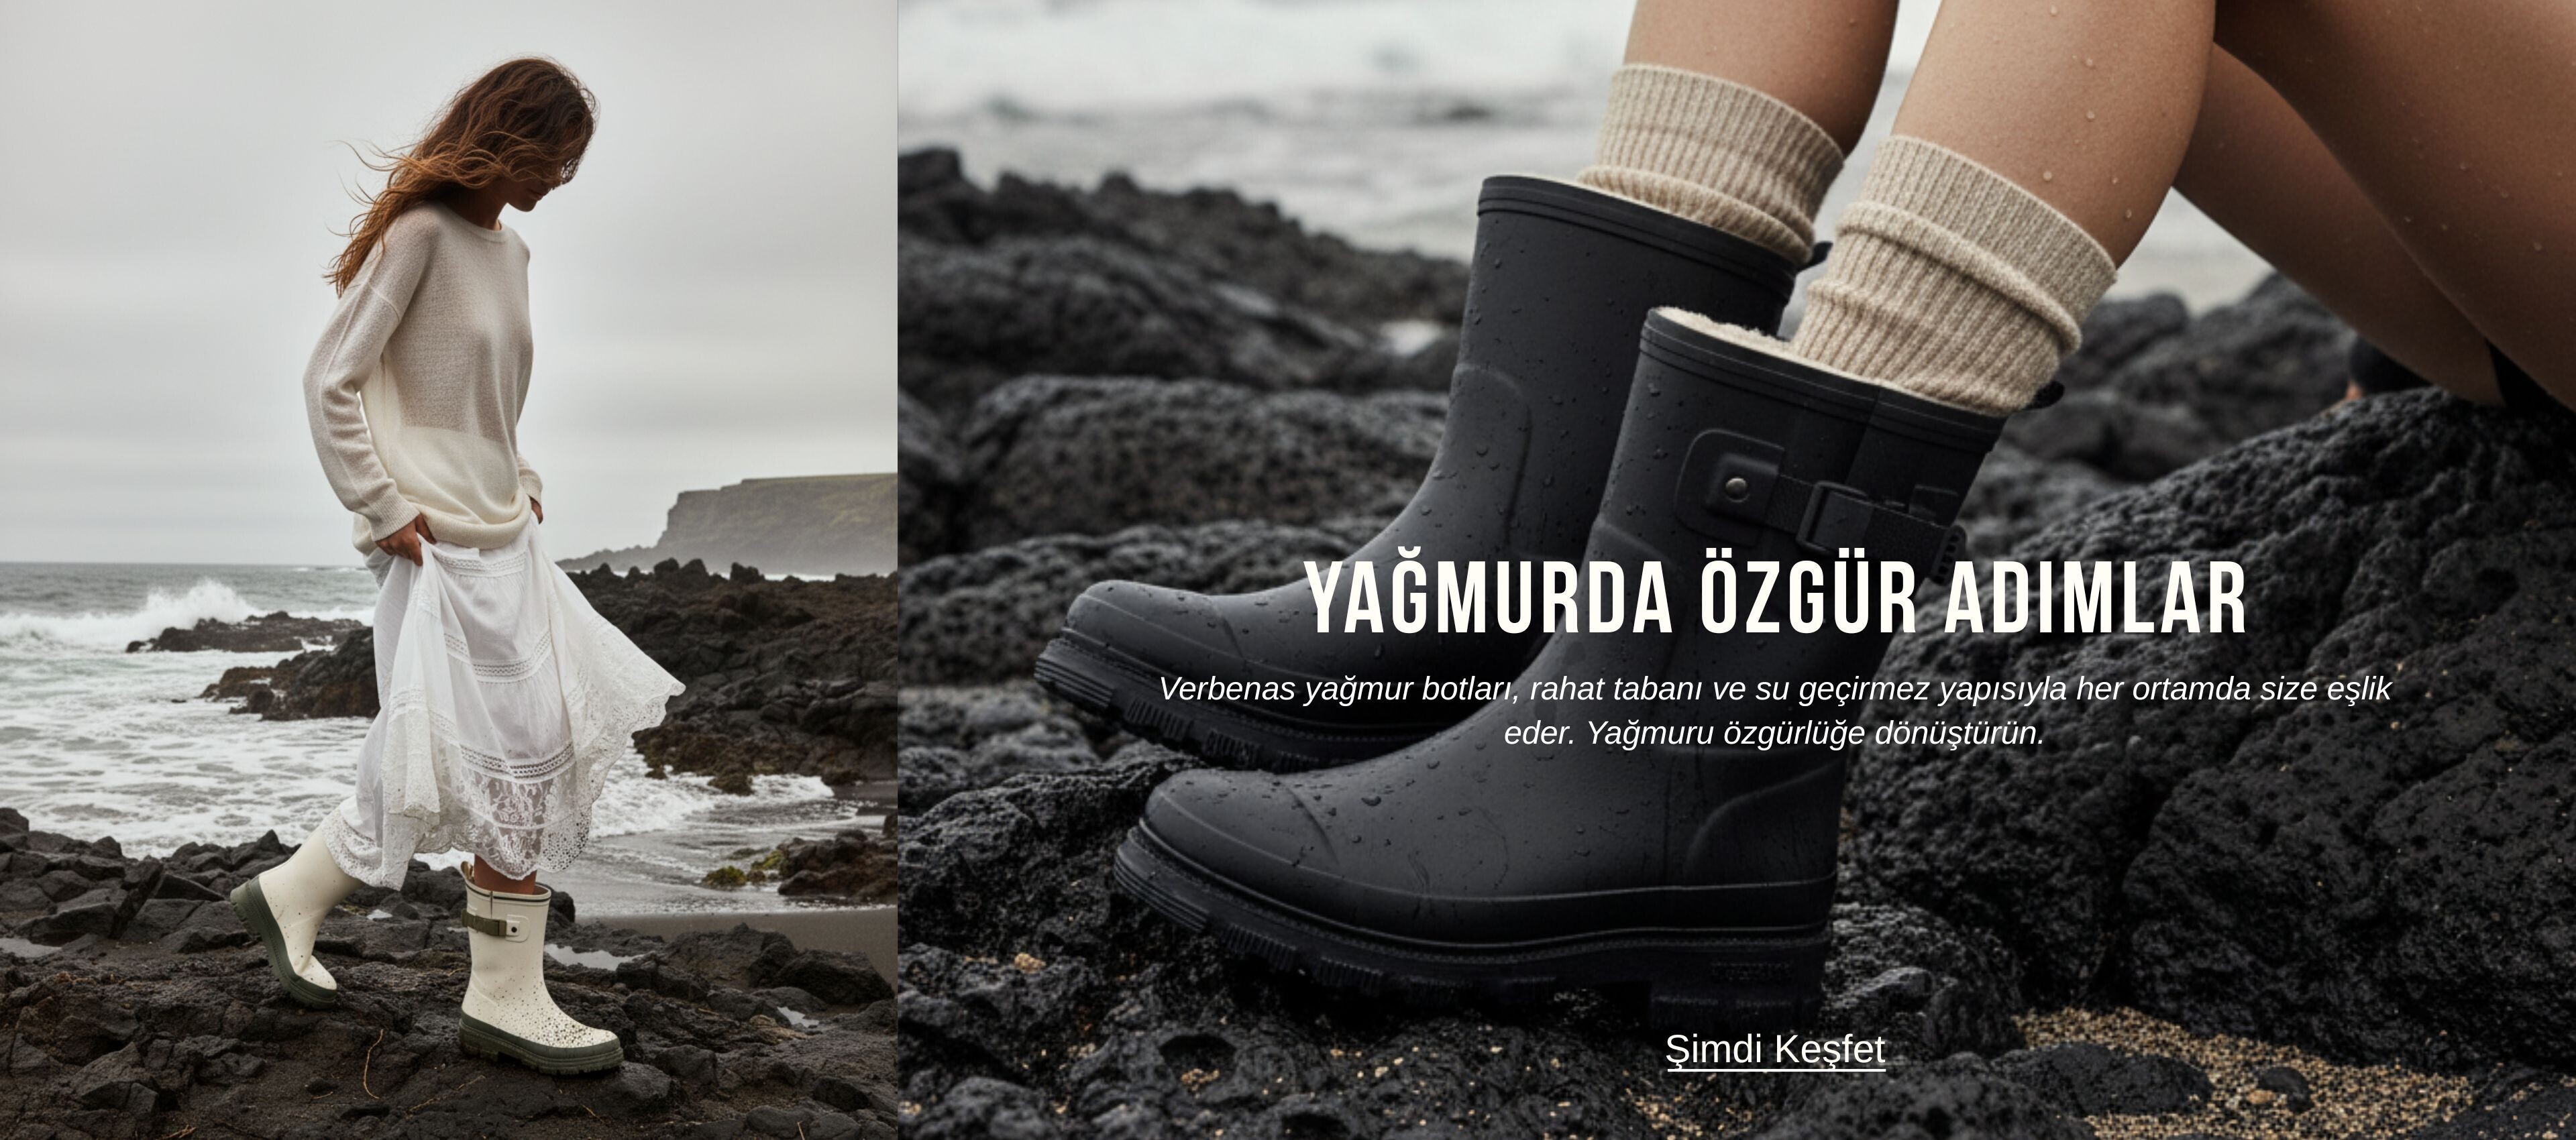 YAĞMURDA ÖZGÜR ADIMLAR
Verbenas yağmur botları, rahat tabanı ve su geçirmez yapısıyla her ortamda size eşlik
eder. Yağmuru özgürlüğe dönüştürün.
Şimdi Keşfet